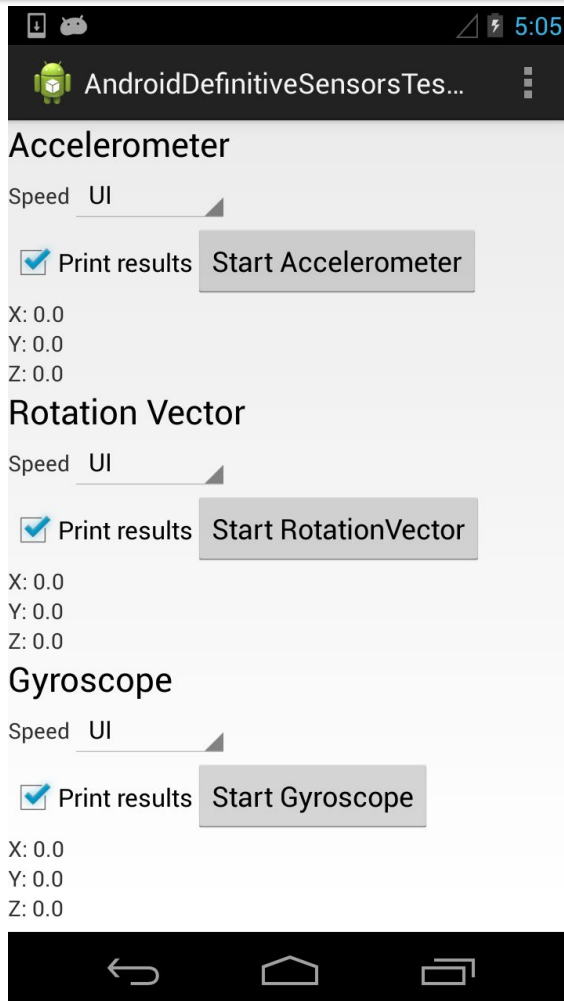 5:05
AndroidDefinitiveSensorsTes...
Accelerometer
Speed UI
Print results Start Accelerometer
X: 0.0
Y: 0.0
Z: 0.0
Rotation Vector
Speed UI
Print results Start RotationVector
X: 0.0
Y: 0.0
Z: 0.0
Gyroscope
Speed UI
Print results Start Gyroscope
X: 0.0
Y: 0.0
Z: 0.0